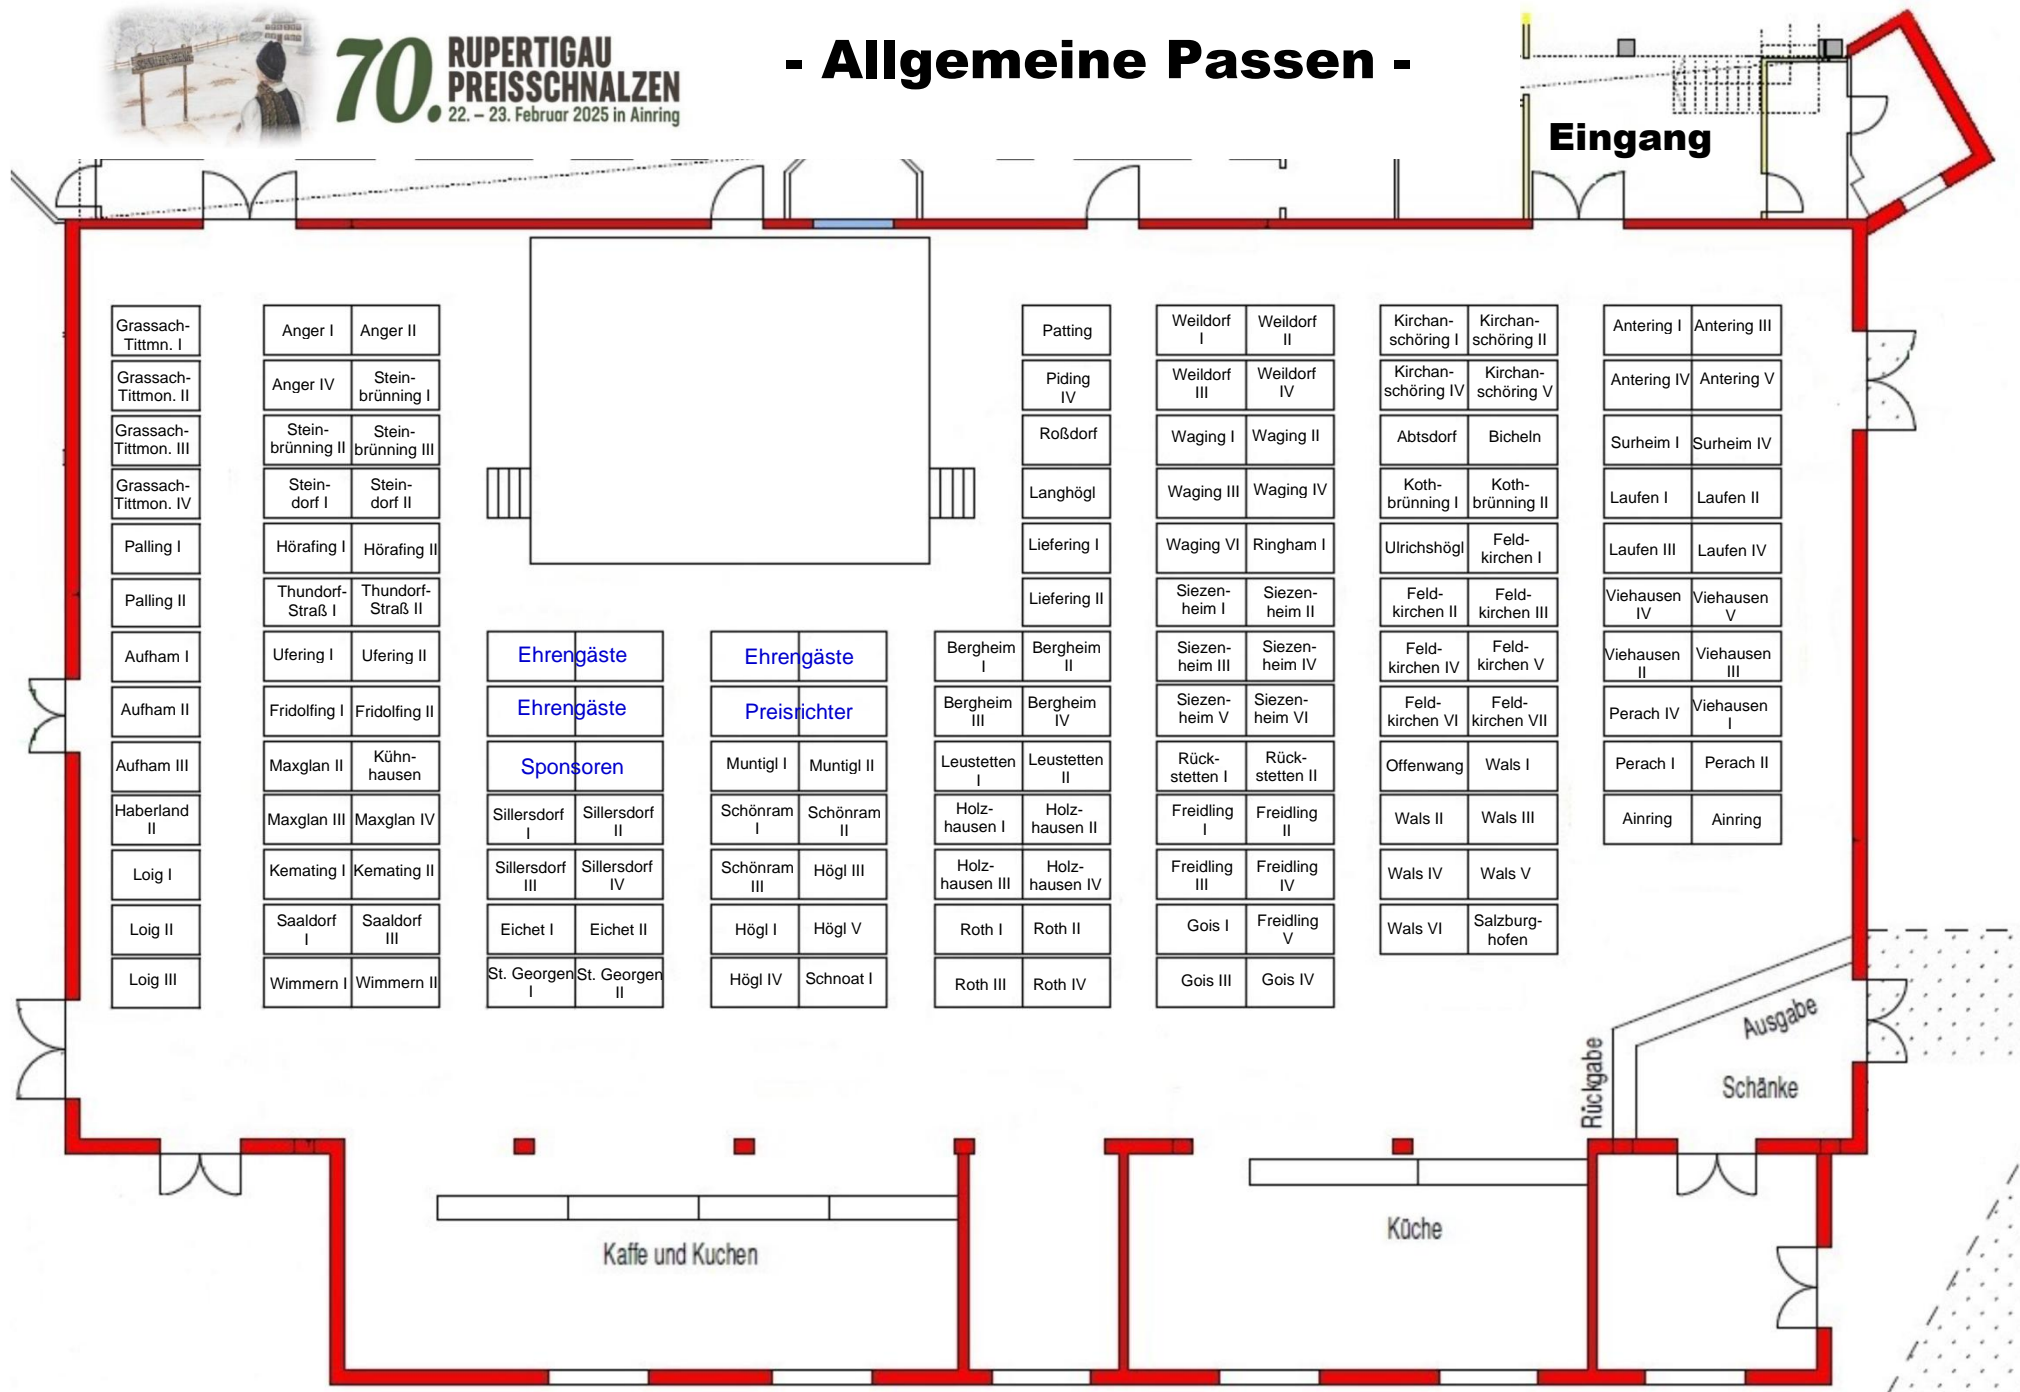 70. RUPERTIGAU
PREISSCHNALZEN
22. – 23. Februar 2025 in Ainring
- Allgemeine Passen -
Eingang
Grassach-
Tittmn. I
Grassach-
Tittmon. II
Grassach-
Tittmon. III
Grassach-
Tittmon. IV
Palling I
Palling II
Aufham I
Aufham II
Aufham III
Haberland
II
Loig I
Loig II
Loig III
Anger I
Anger II
Anger IV
Stein-
brünning I
Stein-
brünning II
Stein-
brünning III
Stein-
dorf I
Stein-
dorf II
Hörafing I
Hörafing II
Thundorf-
Straß I
Thundorf-
Straß II
Ufering I
Ufering II
Fridolfing I
Fridolfing II
Maxglan II
Kühn-
hausen
Maxglan III
Maxglan IV
Kemating I
Kemating II
Saaldorf
I
Saaldorf
III
Wimmern I
Wimmern II
Ehrengäste
Ehrengäste
Sponsoren
Sillersdorf
I
Sillersdorf
II
Sillersdorf
III
Sillersdorf
IV
Eichet I
Eichet II
St. Georgen
I
St. Georgen
II
Ehrengäste
Preisrichter
Muntigl I
Muntigl II
Schönram
I
Schönram
II
Schönram
III
Högl III
Högl I
Högl V
Högl IV
Schnoat I
Patting
Piding
IV
Roßdorf
Langhögl
Liefering I
Liefering II
Bergheim
I
Bergheim
II
Bergheim
III
Bergheim
IV
Leustetten
I
Leustetten
II
Holz-
hausen I
Holz-
hausen II
Holz-
hausen III
Holz-
hausen IV
Roth I
Roth II
Roth III
Roth IV
Weildorf
I
Weildorf
II
Weildorf
III
Weildorf
IV
Waging I
Waging II
Waging III
Waging IV
Waging VI
Ringham I
Siezen-
heim I
Siezen-
heim II
Siezen-
heim III
Siezen-
heim IV
Siezen-
heim V
Siezen-
heim VI
Rück-
stetten I
Rück-
stetten II
Freidling
I
Freidling
II
Freidling
III
Freidling
IV
Gois I
Freidling
V
Gois III
Gois IV
Kirchan-
schöring I
Kirchan-
schöring II
Kirchan-
schöring IV
Kirchan-
schöring V
Abtsdorf
Bicheln
Koth-
brünning I
Koth-
brünning II
Ulrichshögl
Feld-
kirchen I
Feld-
kirchen II
Feld-
kirchen III
Feld-
kirchen IV
Feld-
kirchen V
Feld-
kirchen VI
Feld-
kirchen VII
Offenwang
Wals I
Wals II
Wals III
Wals IV
Wals V
Wals VI
Salzburg-
hofen
Antering I
Antering III
Antering IV
Antering V
Surheim I
Surheim IV
Laufen I
Laufen II
Laufen III
Laufen IV
Viehausen
IV
Viehausen
V
Viehausen
II
Viehausen
III
Perach IV
Viehausen
I
Perach I
Perach II
Ainring
Ainring
Ausgabe
Rückgabe
Schänke
Kaffe und Kuchen
Küche